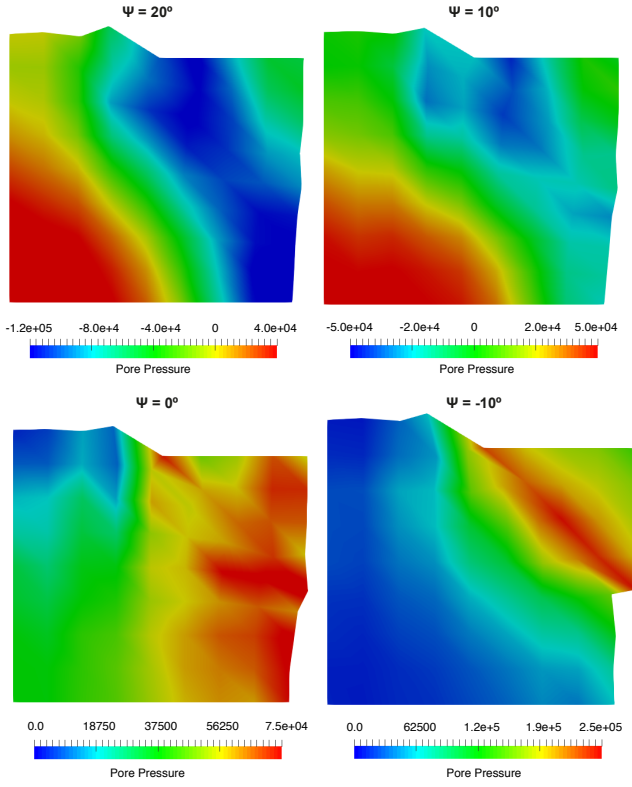 Ψ = 20º
Ψ = 10º
-1.2e+05 -8.0e+4 -4.0e+4 0 4.0e+04
Pore Pressure
-5.0e+04 -2.0e+4 0 2.0e+4 5.0e+04
Pore Pressure
Ψ = 0º
Ψ = -10º
0.0 18750 37500 56250 7.5e+04
Pore Pressure
0.0 62500 1.2e+5 1.9e+5 2.5e+05
Pore Pressure